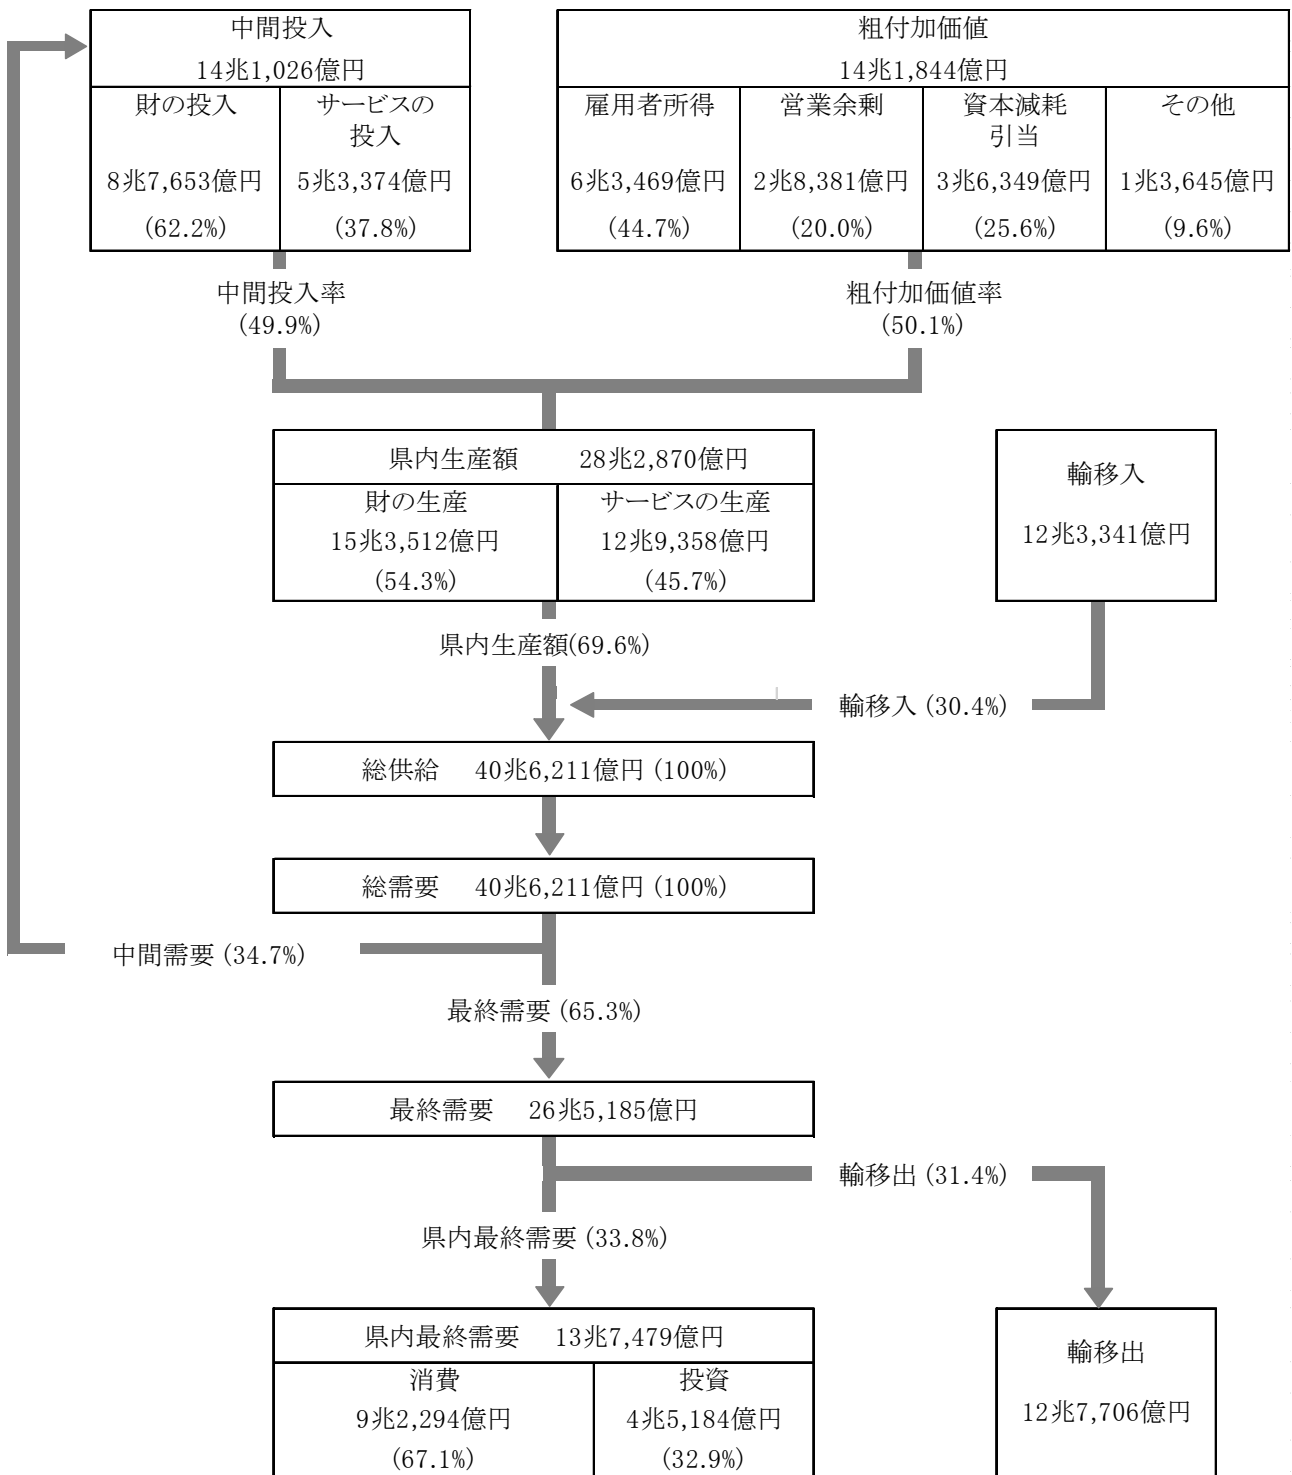 中間投入
14兆1,026億円
財の投入
8兆7,653億円
(62.2%)
サービスの
投入
5兆3,374億円
(37.8%)
粗付加価値
14兆1,844億円
雇用者所得
6兆3,469億円
(44.7%)
営業余剰
2兆8,381億円
(20.0%)
資本減耗
引当
3兆6,349億円
(25.6%)
その他
1兆3,645億円
(9.6%)
中間投入率
(49.9%)
粗付加価値率
(50.1%)
県内生産額 28兆2,870億円
財の生産
15兆3,512億円
(54.3%)
サービスの生産
12兆9,358億円
(45.7%)
輸移入
12兆3,341億円
県内生産額(69.6%)
輸移入 (30.4%)
総供給 40兆6,211億円 (100%)
総需要 40兆6,211億円 (100%)
中間需要 (34.7%)
最終需要 (65.3%)
最終需要 26兆5,185億円
輸移出 (31.4%)
県内最終需要 (33.8%)
県内最終需要 13兆7,479億円
消費
9兆2,294億円
(67.1%)
投資
4兆5,184億円
(32.9%)
輸移出
12兆7,706億円